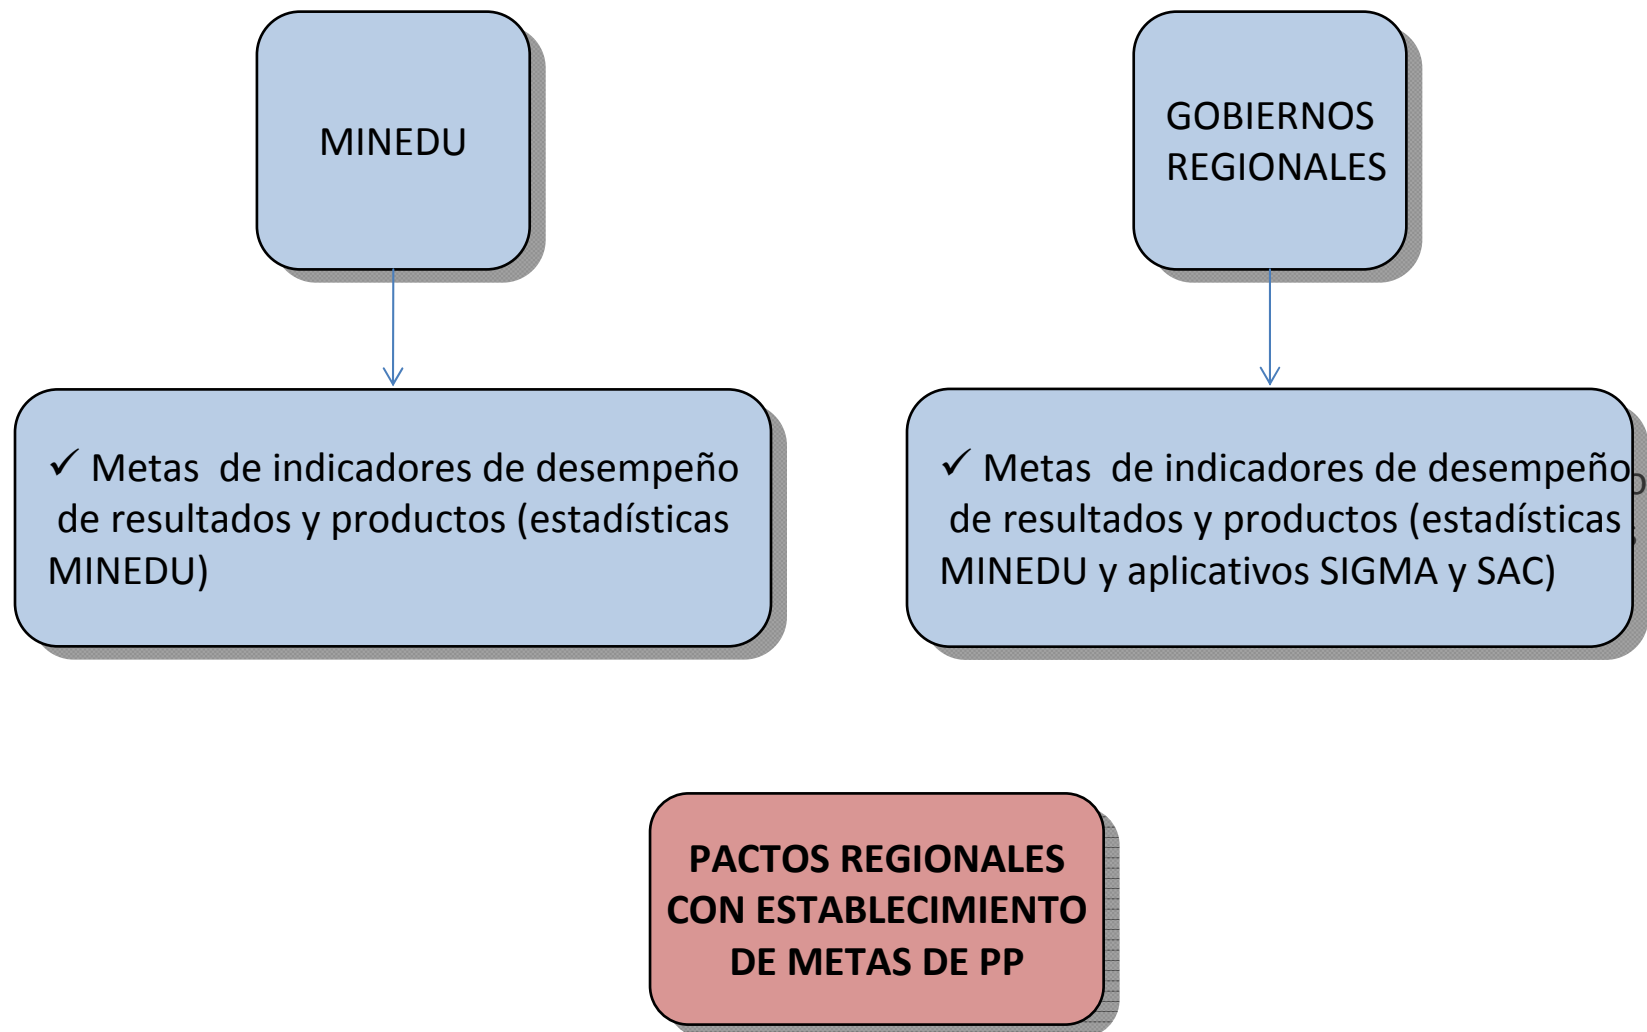 MINEDU
GOBIERNOS
REGIONALES
✓ Metas  de indicadores de desempeño
de resultados y productos (estadísticas
MINEDU)
✓ Metas  de indicadores de desempeño
de resultados y productos (estadísticas
MINEDU y aplicativos SIGMA y SAC)
PACTOS REGIONALES
CON ESTABLECIMIENTO
DE METAS DE PP